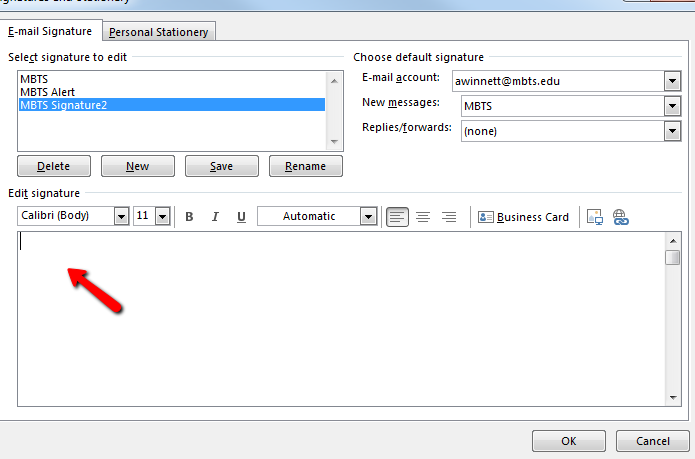 E-mail Signature
Personal Stationery
Select signature to edit
MBTS
MBTS Alert
MBTS Signature2
Delete
New
Save
Rename
Choose default signature
E-mail account:
awinnett@mbts.edu
New messages:
MBTS
Replies/forwards:
(none)
Edit signature
Calibri (Body)
11
B
I
U
Automatic
Business Card
OK
Cancel